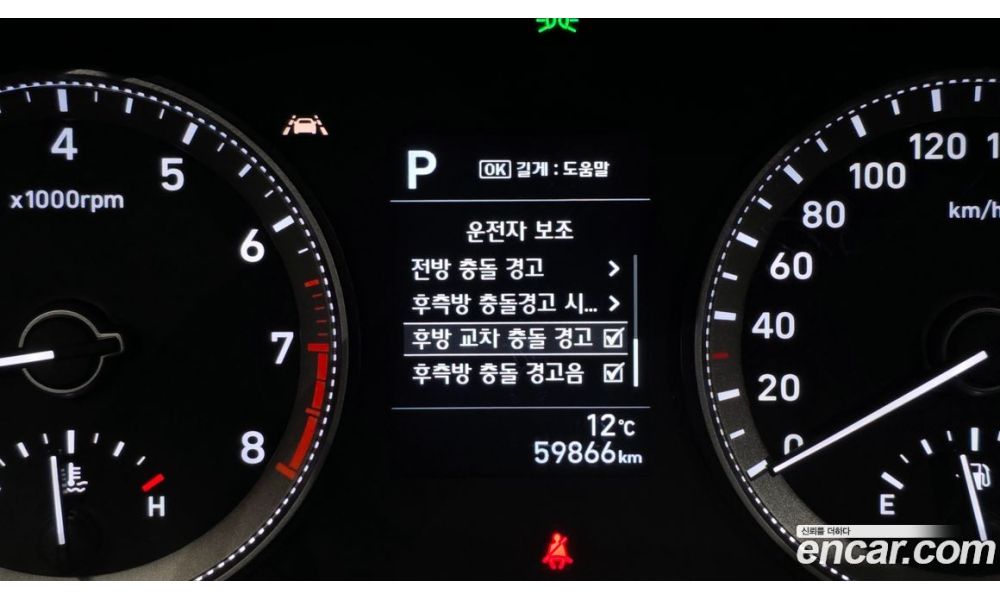 4
5
6
7
8
x1000rpm
H
P
OK 길게 : 도움말
운전자 보조
전방 충돌 경고
후측방 충돌경고 시...
후방 교차 충돌 경고
후측방 충돌 경고음
12℃
59866km
120
100
80
60
40
20
0
km/h
E
신뢰를 더하다
encar.com